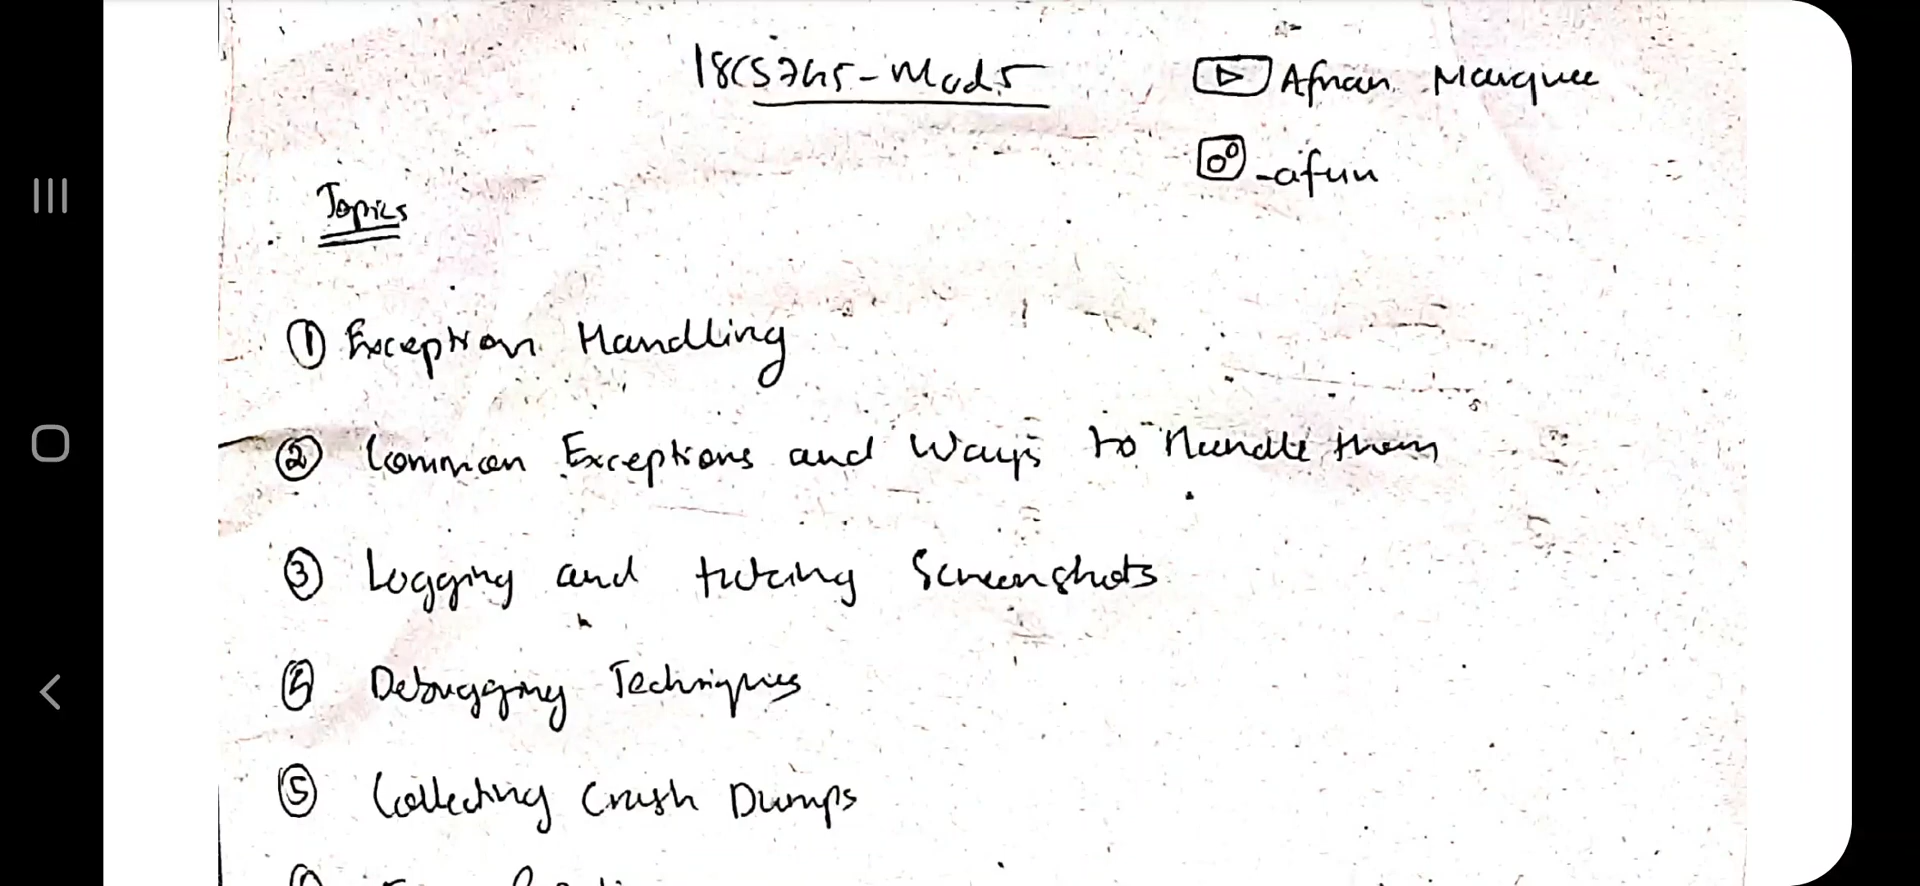 18CS745-Mod5
Afnan Marquee
_afun
Topics
① Exception Handling
② Common Exceptions and Ways to Handle them
③ Logging and taking Screenshots
④ Debugging Techniques
⑤ Collecting Crash Dumps